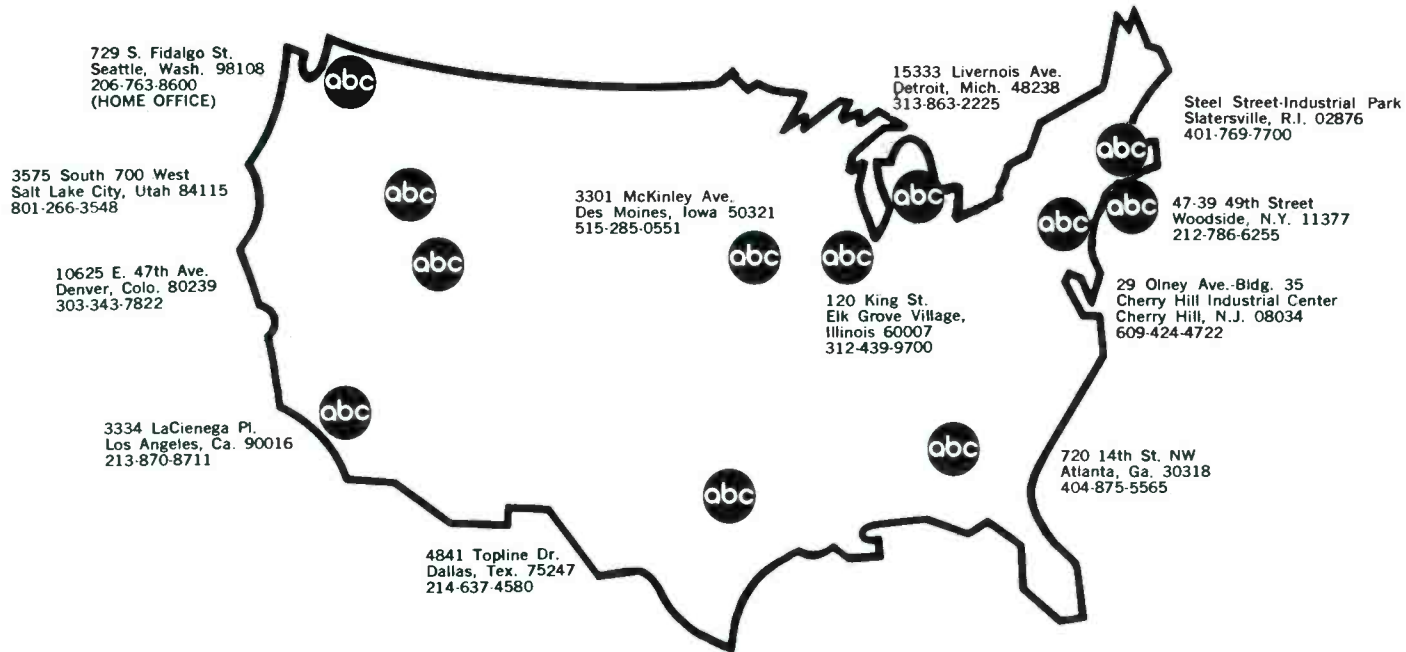 729 S. Fidalgo St.
Seattle, Wash. 98108
206-763-8600
(HOME OFFICE)
abc
15333 Livernois Ave.
Detroit, Mich. 48238
313-863-2225
Steel Street-Industrial Park
Slatersville, R.I. 02876
401-769-7700
abc
3575 South 700 West
Salt Lake City, Utah 84115
801-266-3548
abc
3301 McKinley Ave.
Des Moines, Iowa 50321
515-285-0551
abc
abc
47-39 49th Street
Woodside, N.Y. 11377
212-786-6255
abc
10625 E. 47th Ave.
Denver, Colo. 80239
303-343-7822
abc
abc
abc
120 King St.
Elk Grove Village,
Illinois 60007
312-439-9700
29 Olney Ave.-Bldg. 35
Cherry Hill Industrial Center
Cherry Hill, N.J. 08034
609-424-4722
abc
3334 LaCienega Pl.
Los Angeles, Ca. 90016
213-870-8711
abc
720 14th St. NW
Atlanta, Ga. 30318
404-875-5565
abc
4841 Topline Dr.
Dallas, Tex. 75247
214-637-4580